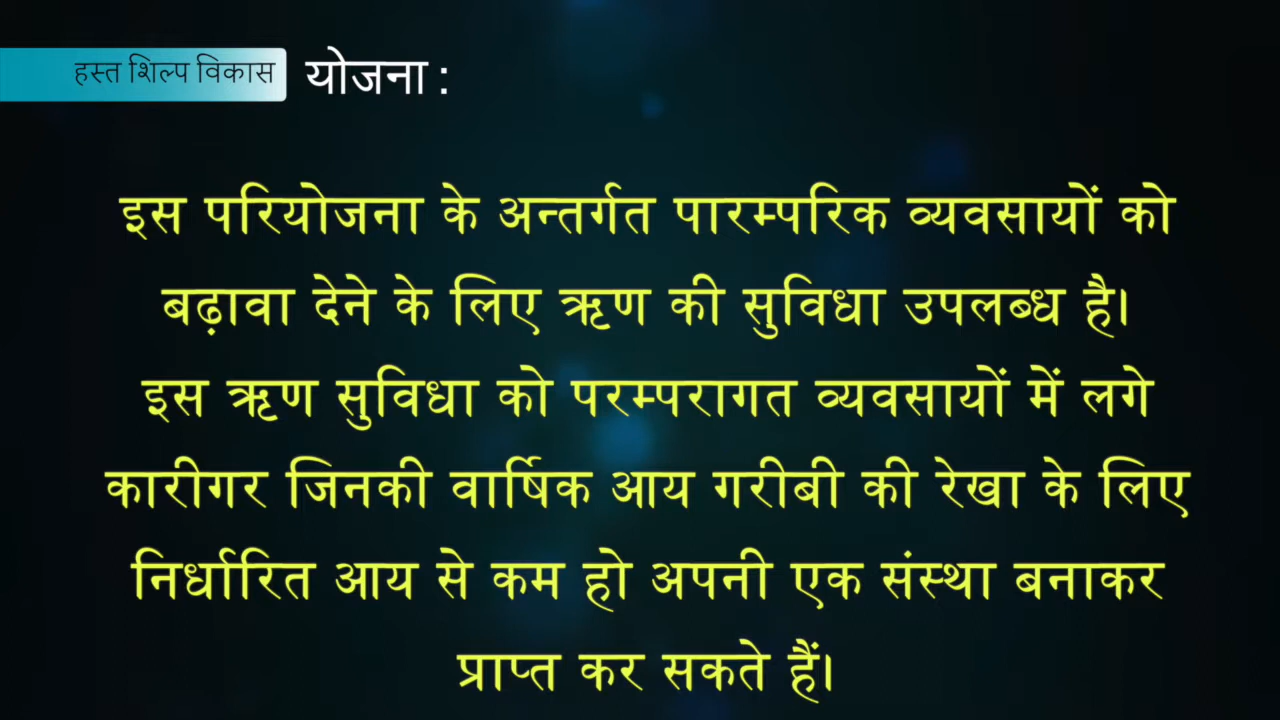 हस्त शिल्प विकास योजना :
इस परियोजना के अन्तर्गत पारम्परिक व्यवसायों को
बढ़ावा देने के लिए ऋण की सुविधा उपलब्ध है।
इस ऋण सुविधा को परम्परागत व्यवसायों में लगे
कारीगर जिनकी वार्षिक आय गरीबी की रेखा के लिए
निर्धारित आय से कम हो अपनी एक संस्था बनाकर
प्राप्त कर सकते हैं।